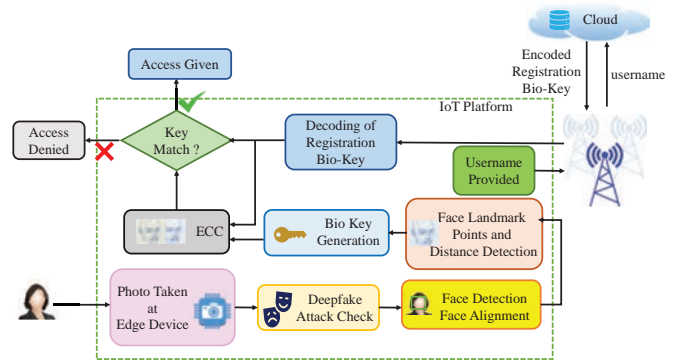 Cloud
Encoded
Registration
Bio-Key
username
Access Given
IoT Platform
Access
Denied
Key
Match ?
Decoding of
Registration
Bio-Key
Username
Provided
ECC
Bio Key
Generation
Face Landmark
Points and
Distance Detection
Photo Taken
at
Edge Device
Deepfake
Attack Check
Face Detection
Face Alignment